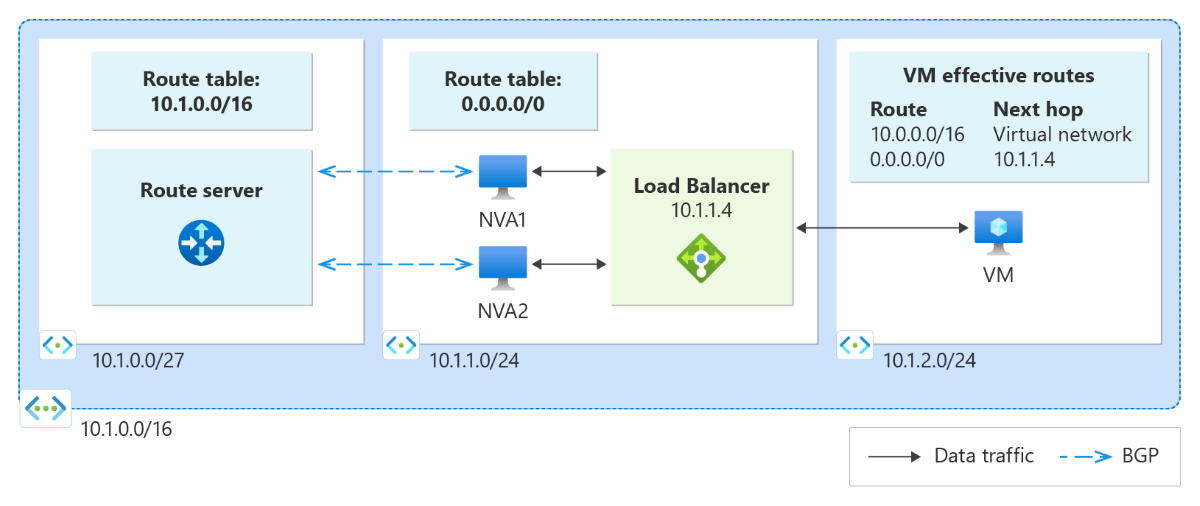 Route table:
10.1.0.0/16
Route server
10.1.0.0/27
Route table:
0.0.0.0/0
NVA1
NVA2
Load Balancer
10.1.1.4
10.1.1.0/24
VM effective routes
Route Next hop
10.0.0.0/16 Virtual network
0.0.0.0/0 10.1.1.4
VM
10.1.2.0/24
10.1.0.0/16
Data traffic
BGP